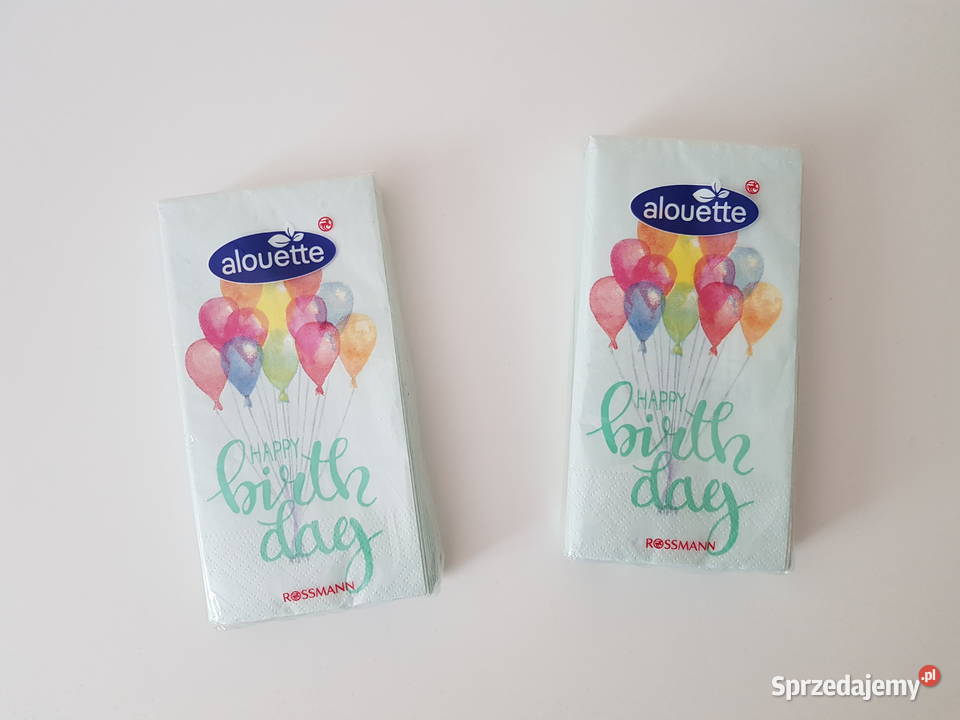 alouette
HAPPY
birth
day
ROSSMANN
alouette
HAPPY
birth
day
ROSSMANN
Sprzedajemy.pl